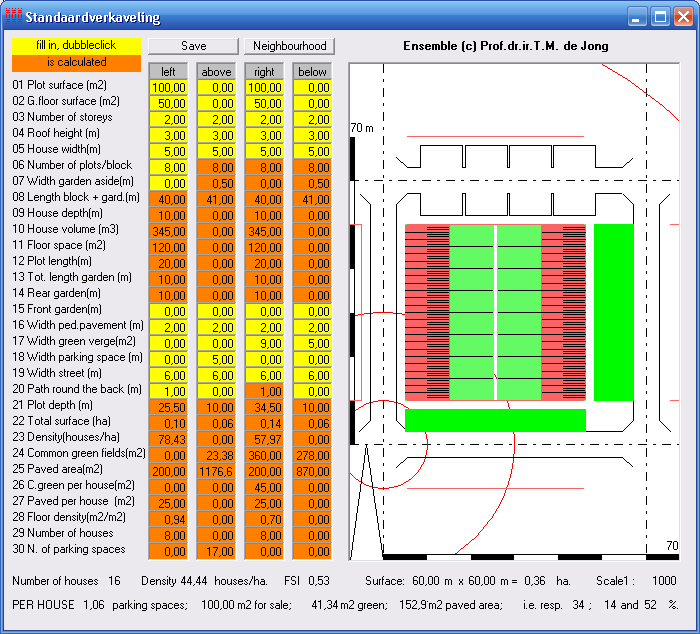 Standaardverkaveling
fill in, dubbleclick Save Neighbourhood Ensemble (c) Prof.dr.ir.T.M. de Jong
is calculated
left above right below
01 Plot surface (m2) 100,00 0,00 100,00 0,00
02 G.floor surface (m2) 50,00 0,00 50,00 0,00
03 Number of storeys 2,00 2,00 2,00 2,00
04 Roof height (m) 3,00 3,00 3,00 3,00
05 House width(m) 5,00 5,00 5,00 5,00
06 Number of plots/block 8,00 8,00 8,00 8,00
07 Width garden aside(m) 0,00 0,50 0,00 0,50
08 Length block + gard.(m) 40,00 41,00 40,00 41,00
09 House depth(m) 10,00 0,00 10,00 0,00
10 House volume (m3) 345,00 0,00 345,00 0,00
11 Floor space (m2) 120,00 0,00 120,00 0,00
12 Plot length(m) 20,00 0,00 20,00 0,00
13 Tot. length garden (m) 10,00 0,00 10,00 0,00
14 Rear garden(m) 10,00 0,00 10,00 0,00
15 Front garden(m) 0,00 0,00 0,00 0,00
16 Width ped.pavement (m) 2,00 2,00 2,00 2,00
17 Width green verge(m2) 0,00 0,00 9,00 5,00
18 Width parking space (m) 0,00 5,00 0,00 0,00
19 Width street (m) 6,00 6,00 6,00 6,00
20 Path round the back (m) 1,00 0,00 1,00 0,00
21 Plot depth (m) 25,50 10,00 34,50 10,00
22 Total surface (ha) 0,10 0,06 0,14 0,06
23 Density(houses/ha) 78,43 0,00 57,97 0,00
24 Common green fields(m2) 0,00 23,38 360,00 278,00
25 Paved area(m2) 200,00 1176,6 200,00 870,00
26 C.green per house(m2) 0,00 0,00 45,00 0,00
27 Paved per house (m2) 25,00 0,00 25,00 0,00
28 Floor density(m2/m2) 0,94 0,00 0,70 0,00
29 Number of houses 8,00 0,00 8,00 0,00
30 N. of parking spaces 0,00 17,00 0,00 0,00
70 m
70
Number of houses 16 Density 44,44 houses/ha. FSI 0,53 Surface: 60,00 m x 60,00 m = 0,36 ha. Scale1 : 1000
PER HOUSE 1,06 parking spaces; 100,00 m2 for sale; 41,34 m2 green; 152,9 m2 paved area; i.e. resp. 34 ; 14 and 52 %.